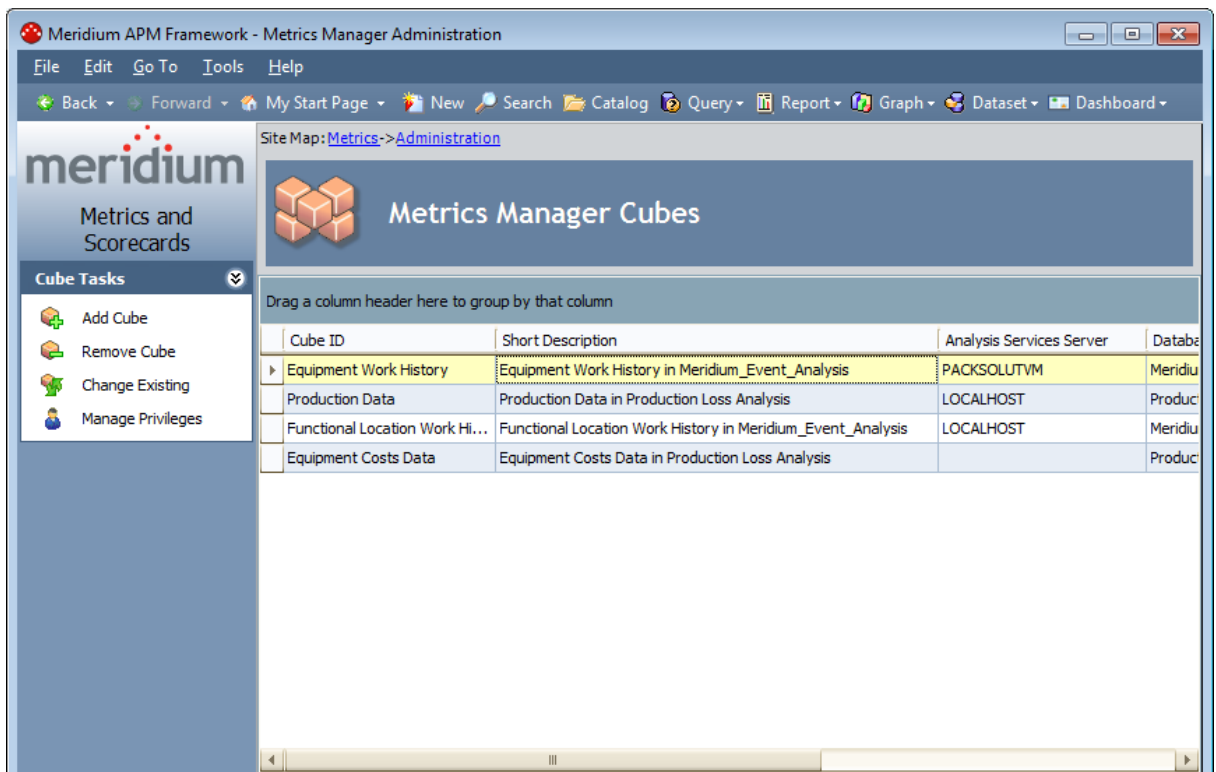 Meridium APM Framework - Metrics Manager Administration
File Edit Go To Tools Help
Back Forward My Start Page New Search Catalog Query Report Graph Dataset Dashboard
Site Map: Metrics->Administration
meridium
Metrics and
Scorecards
Metrics Manager Cubes
Cube Tasks
Add Cube
Remove Cube
Change Existing
Manage Privileges
Drag a column header here to group by that column
Cube ID Short Description Analysis Services Server Databa
Equipment Work History Equipment Work History in Meridium_Event_Analysis PACKSOLUTVM Meridiu
Production Data Production Data in Production Loss Analysis LOCALHOST Product
Functional Location Work Hi... Functional Location Work History in Meridium_Event_Analysis LOCALHOST Meridiu
Equipment Costs Data Equipment Costs Data in Production Loss Analysis Product